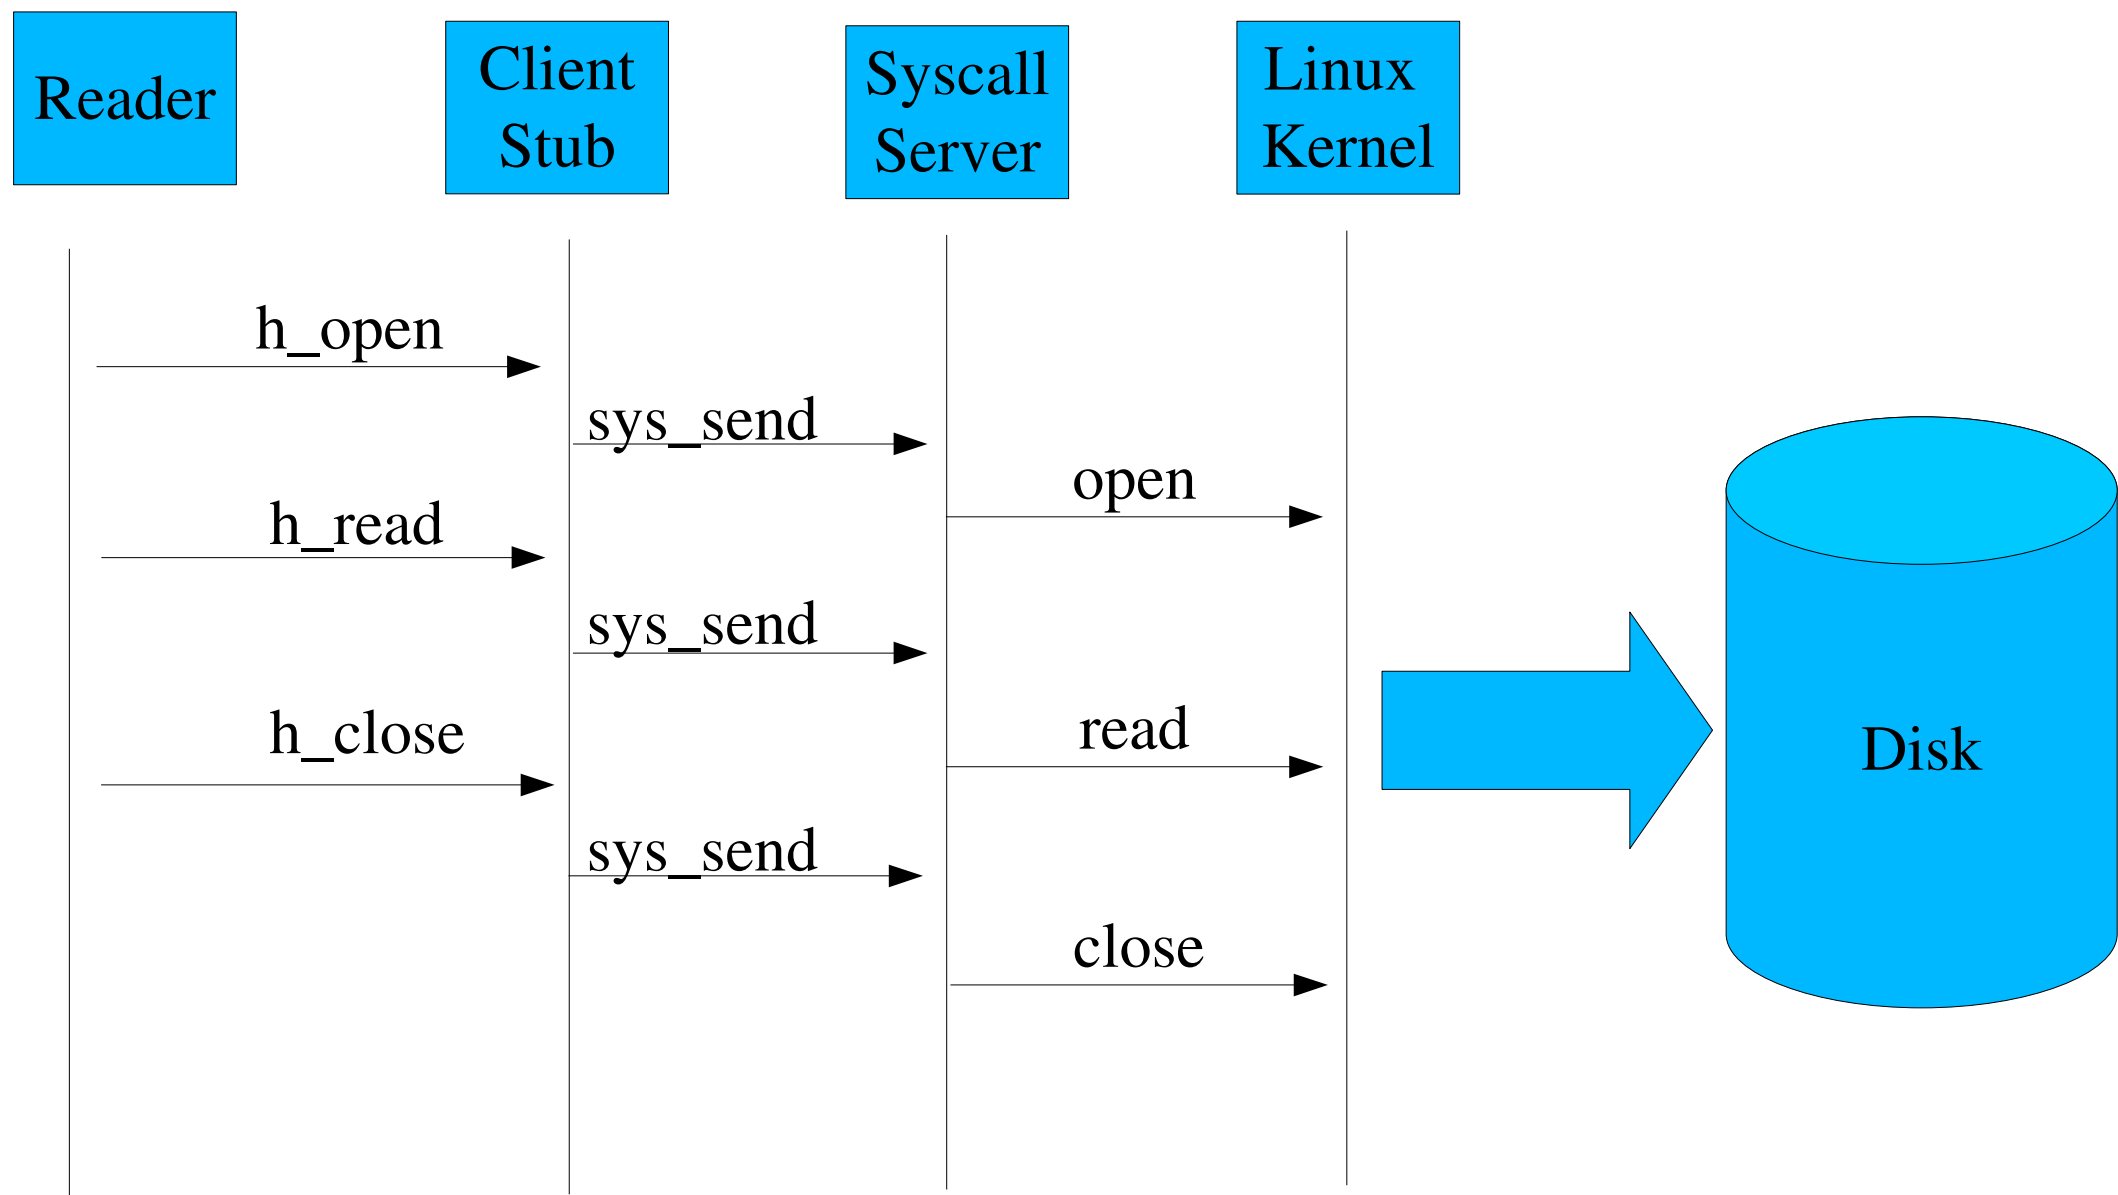 Reader
Client
Stub
Syscall
Server
Linux
Kernel
h_open
sys_send
open
h_read
sys_send
h_close
read
Disk
sys_send
close